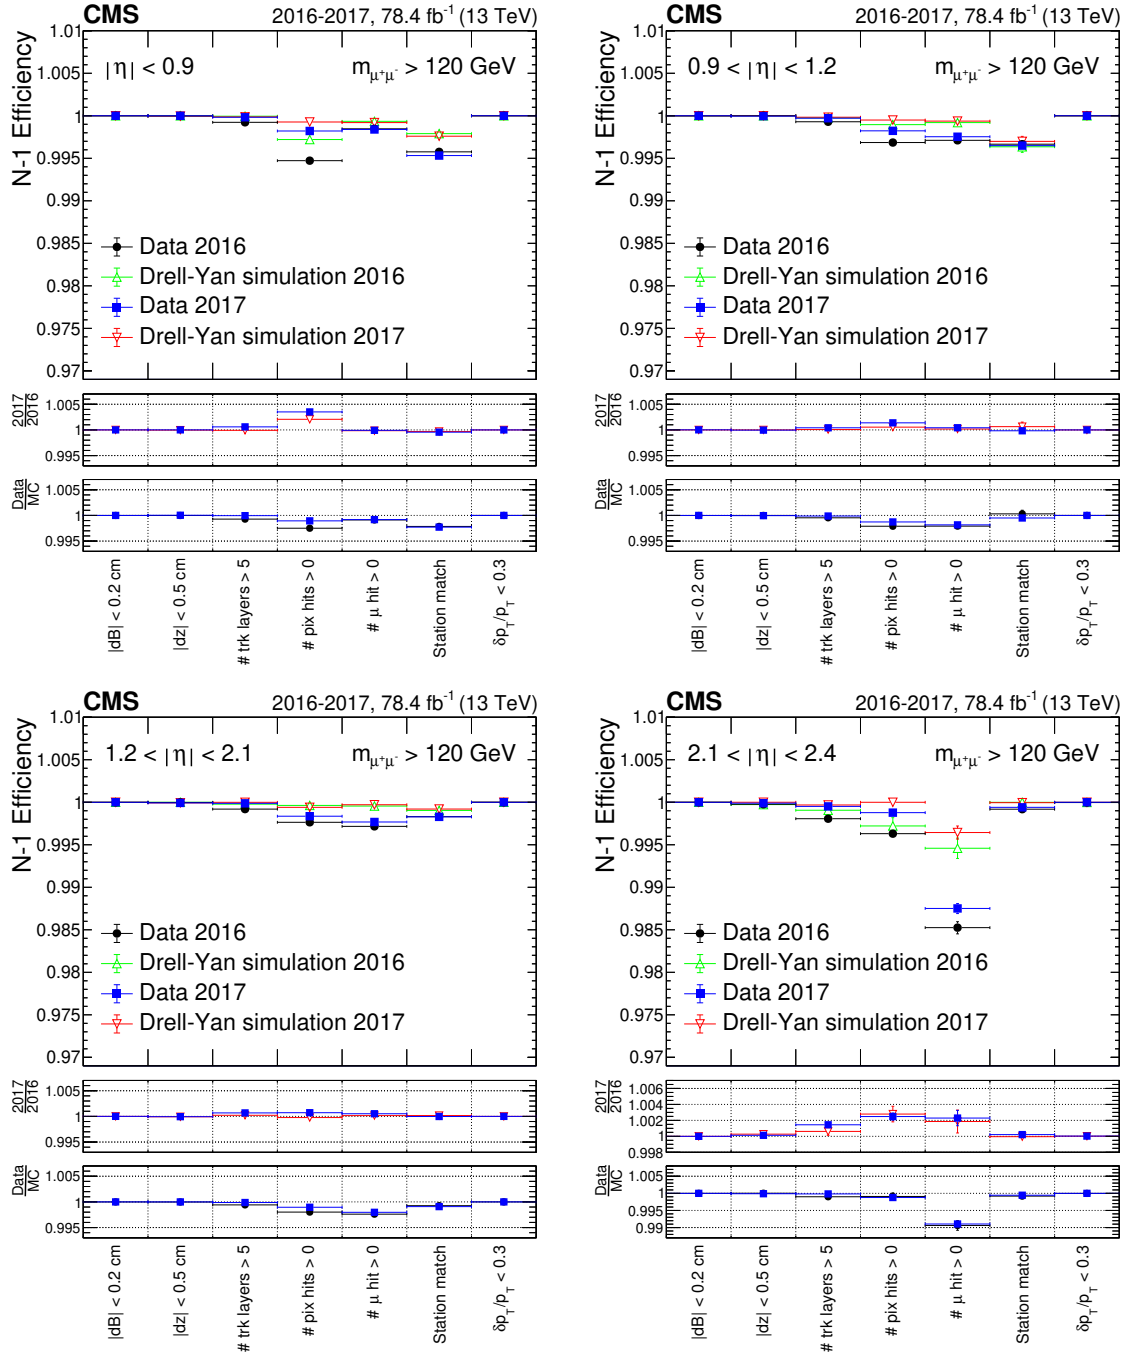 CMS 2016-2017, 78.4 fb-1 (13 TeV)
N-1 Efficiency
1.01
1.005
1
0.995
0.99
0.985
0.98
0.975
0.97
|η| < 0.9 mμ+μ- > 120 GeV
Data 2016
Drell-Yan simulation 2016
Data 2017
Drell-Yan simulation 2017
2017
2016
1.005
1
0.995
Data
MC
1.005
1
0.995
|dB| < 0.2 cm
|dz| < 0.5 cm
# trk layers > 5
# pix hits > 0
# μ hit > 0
Station match
δpT/pT < 0.3
CMS 2016-2017, 78.4 fb-1 (13 TeV)
N-1 Efficiency
1.01
1.005
1
0.995
0.99
0.985
0.98
0.975
0.97
0.9 < |η| < 1.2 mμ+μ- > 120 GeV
Data 2016
Drell-Yan simulation 2016
Data 2017
Drell-Yan simulation 2017
2017
2016
1.005
1
0.995
Data
MC
1.005
1
0.995
|dB| < 0.2 cm
|dz| < 0.5 cm
# trk layers > 5
# pix hits > 0
# μ hit > 0
Station match
δpT/pT < 0.3
CMS 2016-2017, 78.4 fb-1 (13 TeV)
N-1 Efficiency
1.01
1.005
1
0.995
0.99
0.985
0.98
0.975
0.97
1.2 < |η| < 2.1 mμ+μ- > 120 GeV
Data 2016
Drell-Yan simulation 2016
Data 2017
Drell-Yan simulation 2017
2017
2016
1.005
1
0.995
Data
MC
1.005
1
0.995
|dB| < 0.2 cm
|dz| < 0.5 cm
# trk layers > 5
# pix hits > 0
# μ hit > 0
Station match
δpT/pT < 0.3
CMS 2016-2017, 78.4 fb-1 (13 TeV)
N-1 Efficiency
1.01
1.005
1
0.995
0.99
0.985
0.98
0.975
0.97
2.1 < |η| < 2.4 mμ+μ- > 120 GeV
Data 2016
Drell-Yan simulation 2016
Data 2017
Drell-Yan simulation 2017
2017
2016
1.006
1.004
1.002
1
0.998
Data
MC
1.005
1
0.995
0.99
|dB| < 0.2 cm
|dz| < 0.5 cm
# trk layers > 5
# pix hits > 0
# μ hit > 0
Station match
δpT/pT < 0.3